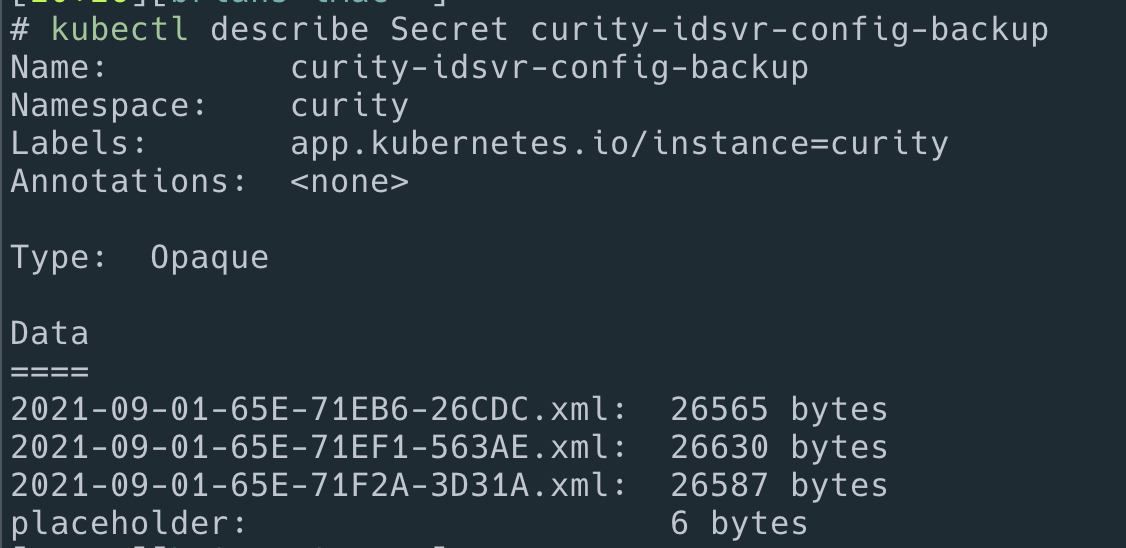 # kubectl describe Secret curity-idsvr-config-backup
Name:         curity-idsvr-config-backup
Namespace:    curity
Labels:       app.kubernetes.io/instance=curity
Annotations:  <none>
Type:  Opaque
Data
====
2021-09-01-65E-71EB6-26CDC.xml:  26565 bytes
2021-09-01-65E-71EF1-563AE.xml:  26630 bytes
2021-09-01-65E-71F2A-3D31A.xml:  26587 bytes
placeholder:                     6 bytes